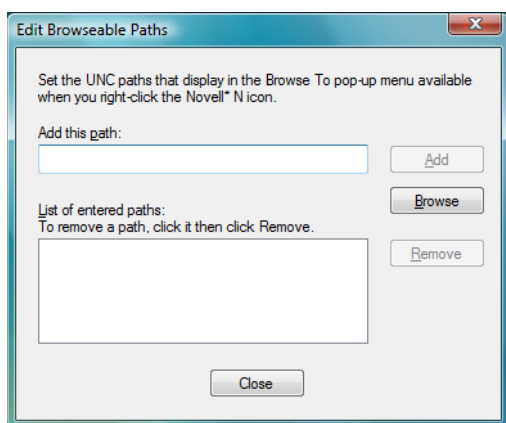 Edit Browseable Paths
Set the UNC paths that display in the Browse To pop-up menu available
when you right-click the Novell* N icon.
Add this path:
Add
Browse
List of entered paths:
To remove a path, click it then click Remove.
Remove
Close